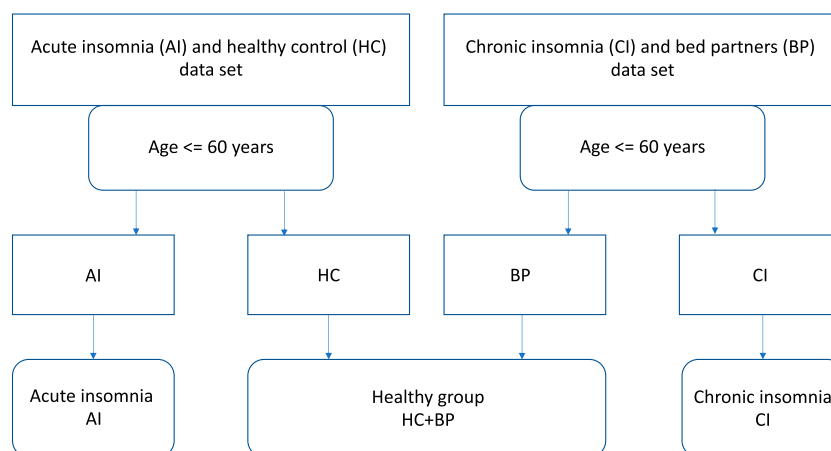 Acute insomnia (AI) and healthy control (HC)
data set
Chronic insomnia (CI) and bed partners (BP)
data set
Age <= 60 years
Age <= 60 years
AI
HC
BP
CI
Acute insomnia
AI
Healthy group
HC+BP
Chronic insomnia
CI